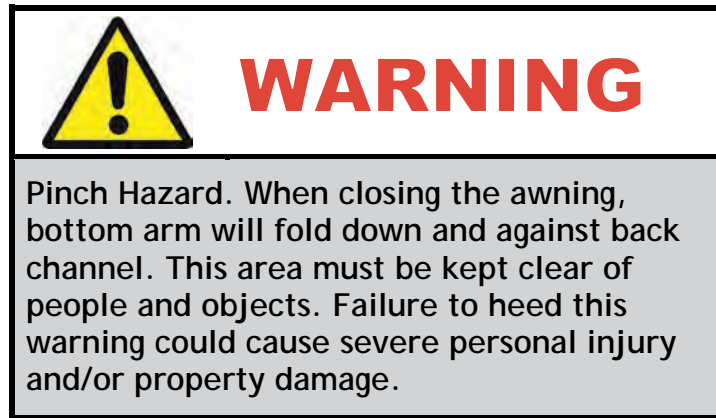 WARNING
Pinch Hazard. When closing the awning,
bottom arm will fold down and against back
channel. This area must be kept clear of
people and objects. Failure to heed this
warning could cause severe personal injury
and/or property damage.